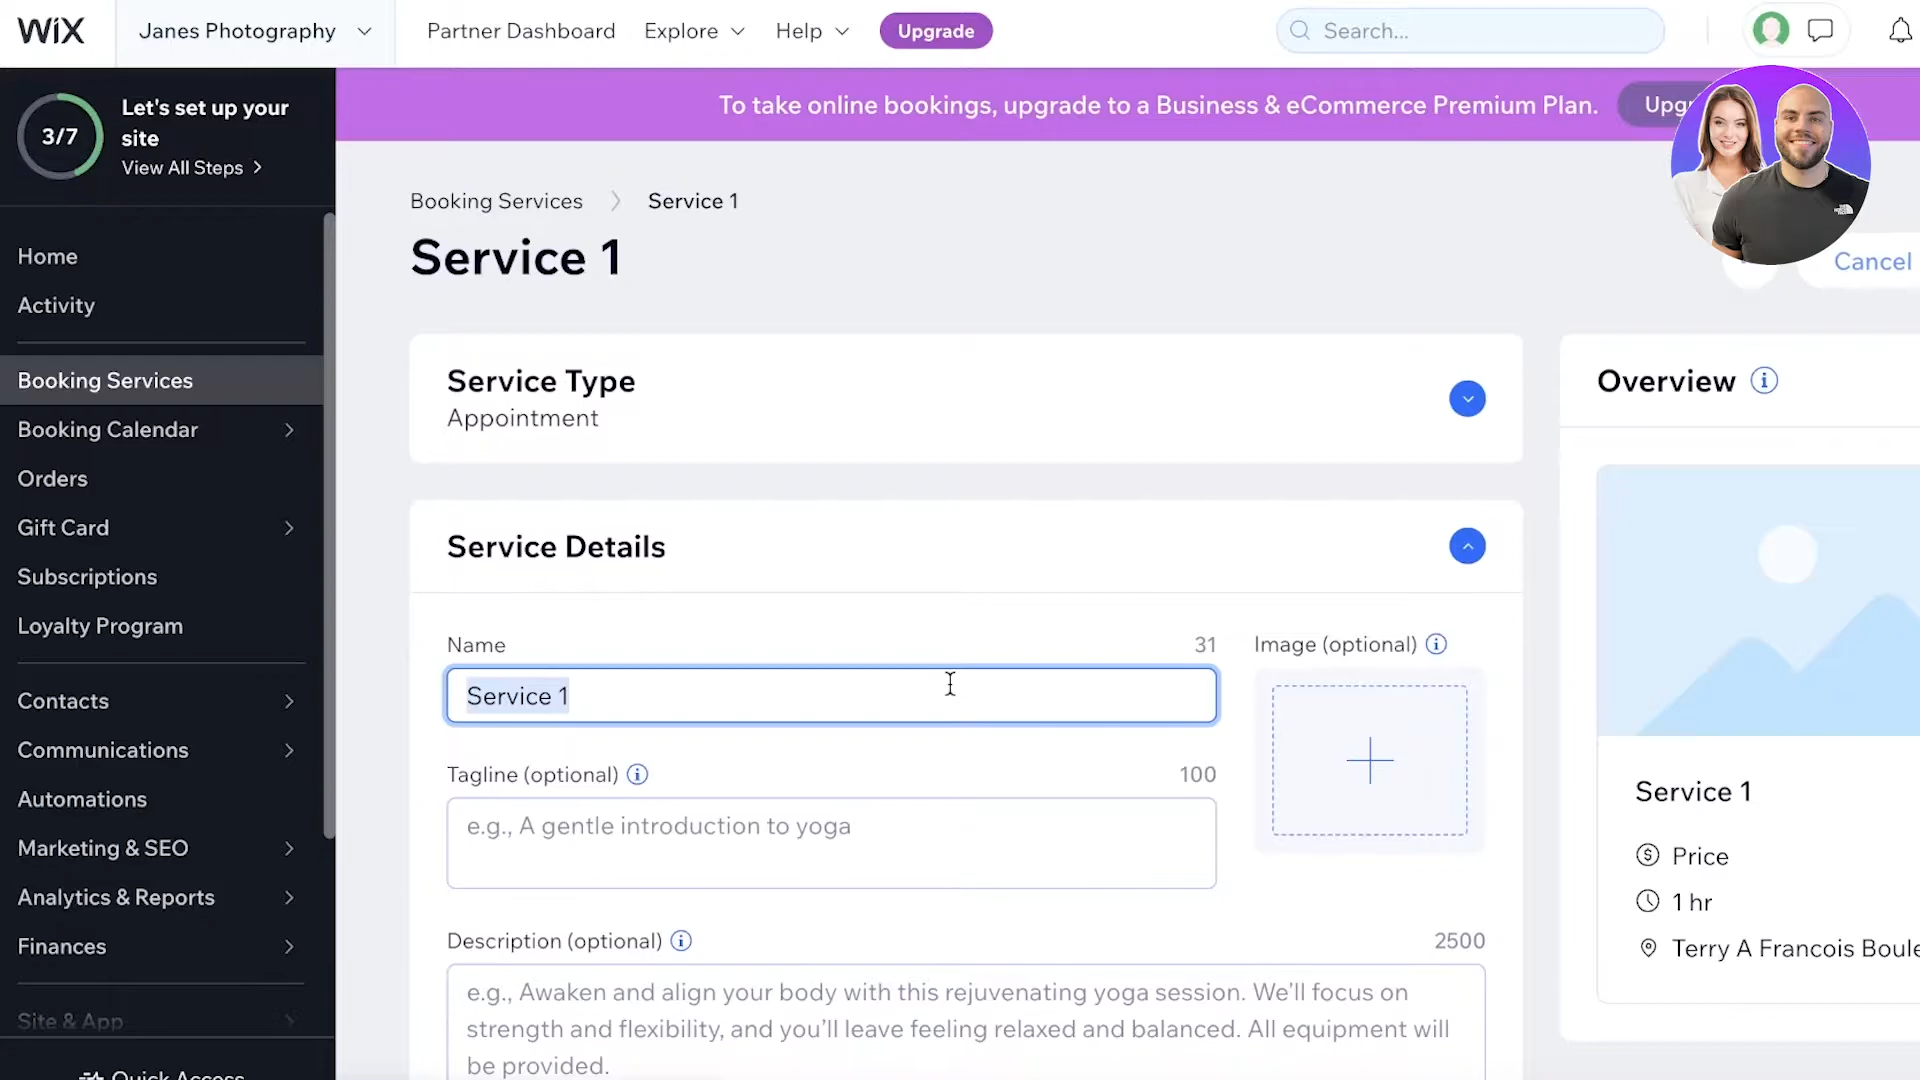 WiX
Janes Photography
Partner Dashboard
Explore
Help
Upgrade
Search...
3/7
Let's set up your
site
View All Steps
To take online bookings, upgrade to a Business & eCommerce Premium Plan.
Home
Activity
Booking Services
Booking Calendar
Orders
Gift Card
Subscriptions
Loyalty Program
Contacts
Communications
Automations
Marketing & SEO
Analytics & Reports
Finances
Site & App
Quick Access
Booking Services
Service 1
Service 1
Cancel
Service Type
Appointment
Service Details
Name
31
Service 1
Image (optional)
Tagline (optional)
100
e.g., A gentle introduction to yoga
Description (optional)
2500
e.g., Awaken and align your body with this rejuvenating yoga session. We'll focus on
strength and flexibility, and you'll leave feeling relaxed and balanced. All equipment will
be provided.
Overview
Service 1
Price
1 hr
Terry A Francois